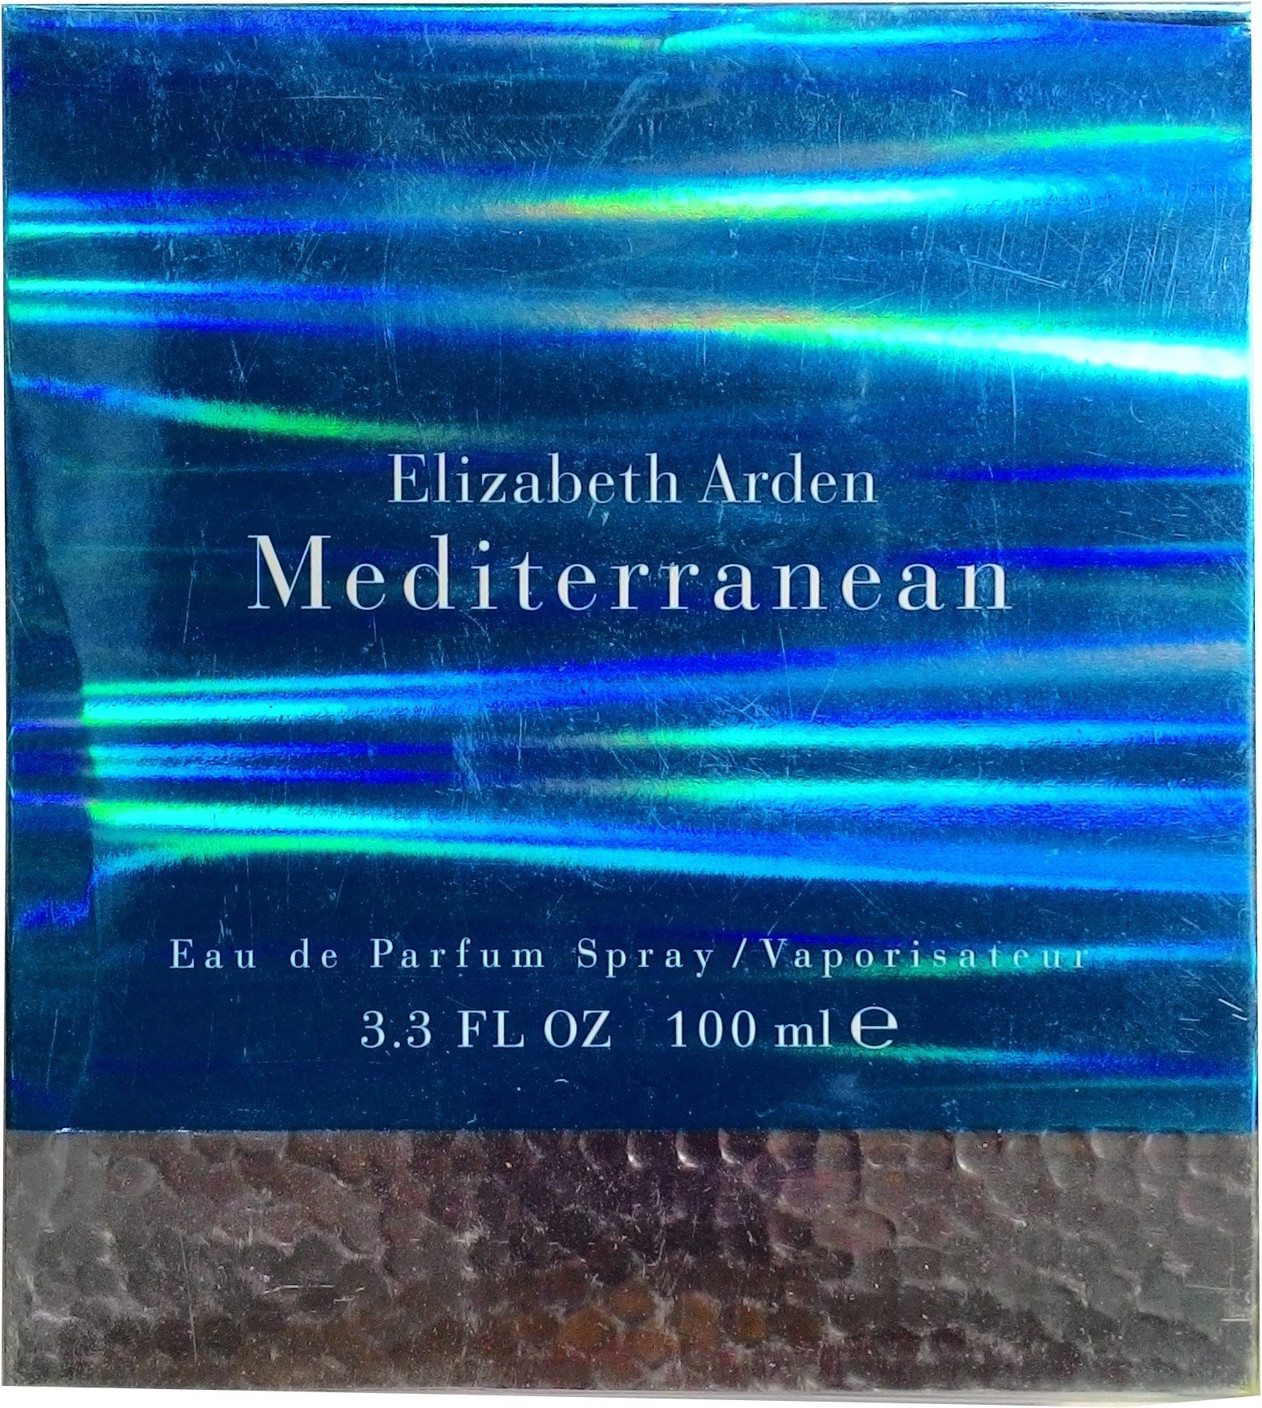 Elizabeth Arden
Mediterranean
Eau de Parfum Spray/Vaporisateur
3.3 FL OZ 100 ml ℮